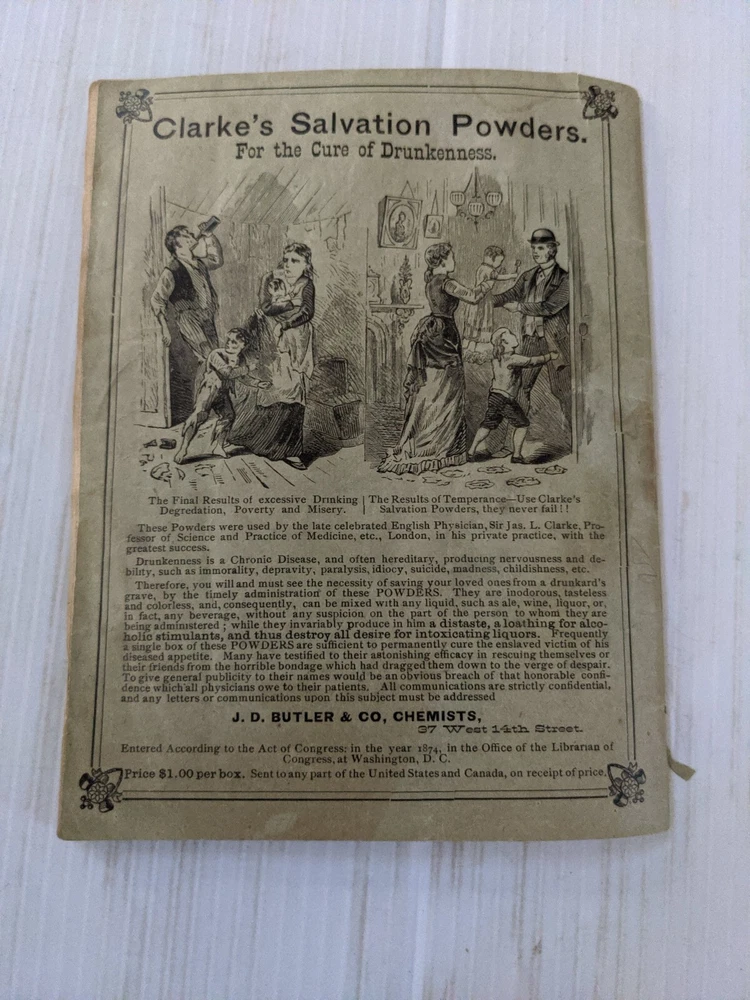 Clarke's Salvation Powders.
For the Cure of Drunkenness.
The Final Results of excessive Drinking
Degredation, Poverty and Misery.
The Results of Temperance—Use Clarke's
Salvation Powders, they never fail!!
These Powders were used by the late celebrated English Physician, Sir Jas. L. Clarke, Pro-
fessor of Science and Practice of Medicine, etc., London, in his private practice, with the
greatest success.
Drunkenness is a Chronic Disease, and often hereditary, producing nervousness and de-
bility, such as immorality, depravity, paralysis, idiocy, suicide, madness, childishness, etc.
Therefore, you will and must see the necessity of saving your loved ones from a drunkard's
grave, by the timely administration of these POWDERS. They are inodorous, tasteless
and colorless, and, consequently, can be mixed with any liquid, such as ale, wine, liquor, or,
in fact, any beverage, without any suspicion on the part of the person to whom they are
being administered; while they invariably produce in him a distaste, a loathing for alco-
holic stimulants, and thus destroy all desire for intoxicating liquors. Frequently
a single box of these POWDERS are sufficient to permanently cure the enslaved victim of his
diseased appetite. Many have testified to their astonishing efficacy in rescuing themselves or
their friends from the horrible bondage which had dragged them down to the verge of despair.
To give general publicity to their names would be an obvious breach of that honorable confi-
dence which all physicians owe to their patients. All communications are strictly confidential,
and any letters or communications upon this subject must be addressed
J. D. BUTLER & CO, CHEMISTS,
37 West 14th Street.
Entered According to the Act of Congress: in the year 1874, in the Office of the Librarian of
Congress, at Washington, D. C.
Price $1.00 per box. Sent to any part of the United States and Canada, on receipt of price.